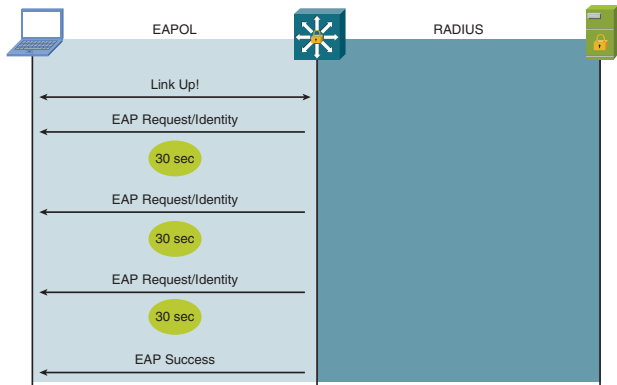 EAPOL
RADIUS
Link Up!
EAP Request/Identity
30 sec
EAP Request/Identity
30 sec
EAP Request/Identity
30 sec
EAP Success